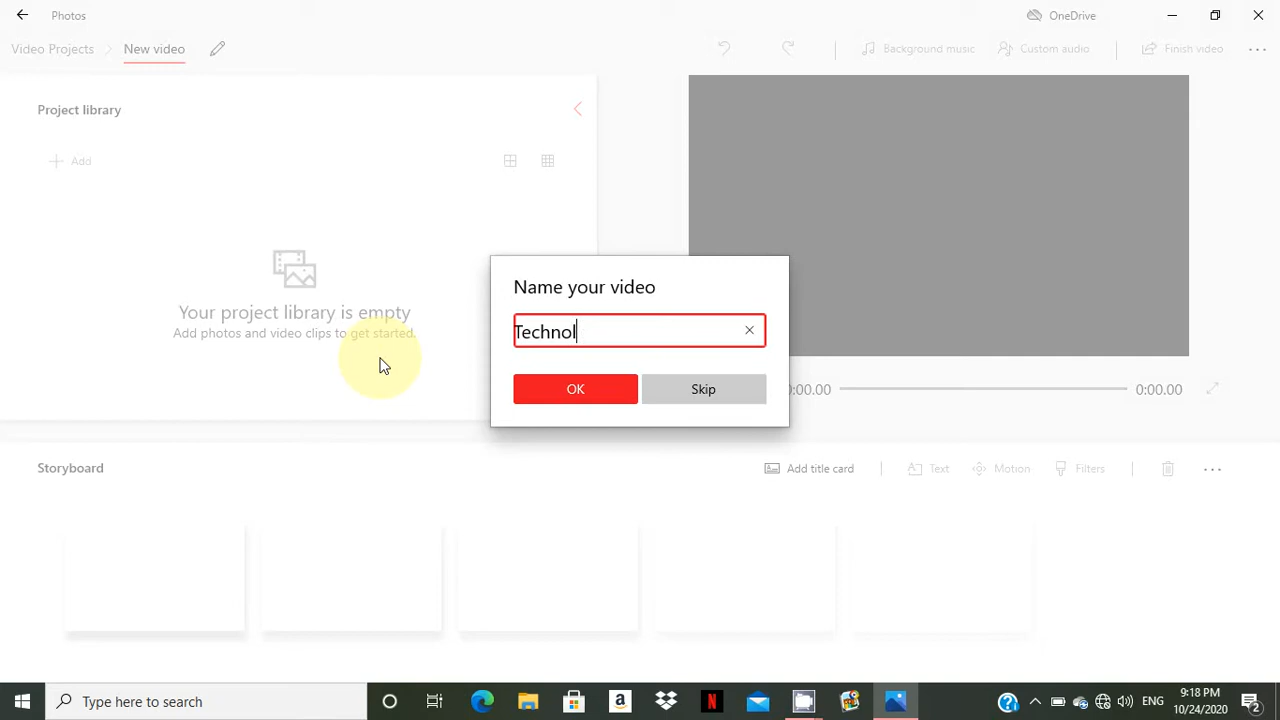 Photos
OneDrive
Video Projects
New video
Background music
Custom audio
Finish video
Project library
Add
Your project library is empty
Add photos and video clips to get started.
Name your video
Technol
OK
Skip
0:00.00
0:00.00
Storyboard
Add title card
Text
Motion
Filters
Type here to search
ENG
9:18 PM
10/24/2020
2